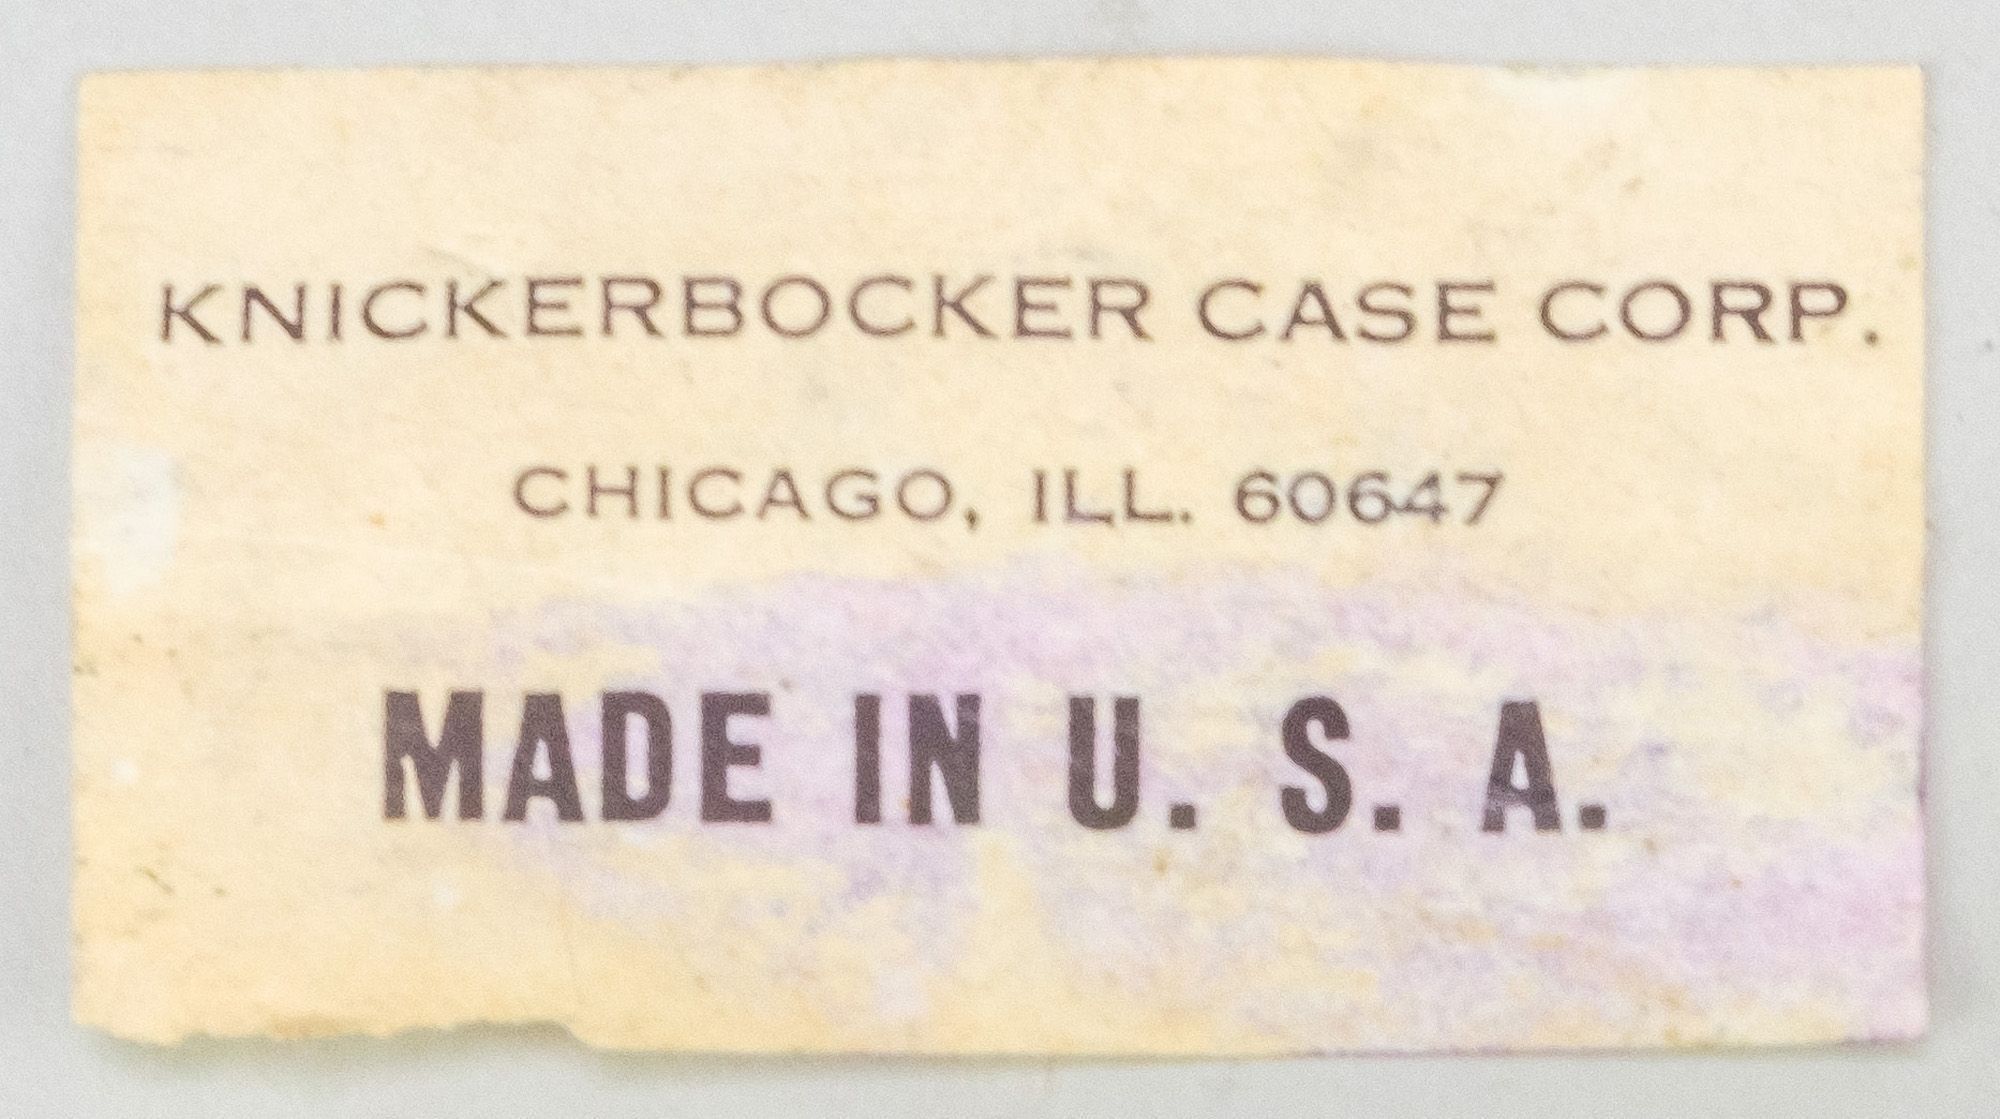 KNICKERBOCKER CASE CORP.
CHICAGO, ILL. 60647
MADE IN U. S. A.